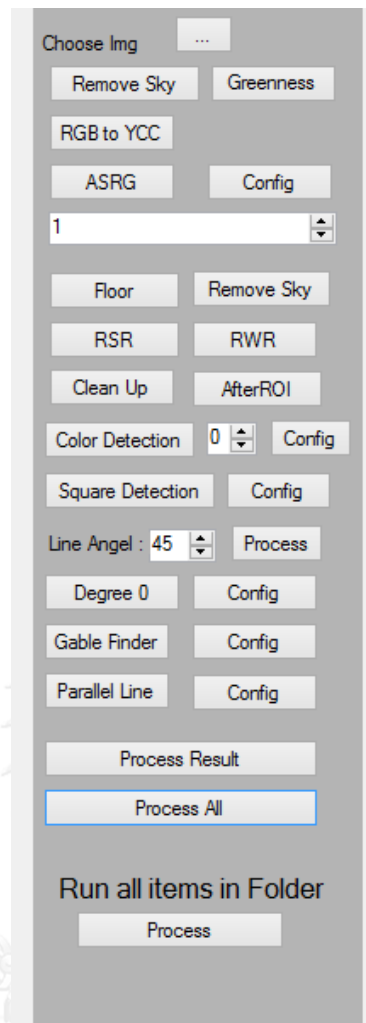 Choose Img ...
Remove Sky Greenness
RGB to YCC
ASRG Config
1
Floor Remove Sky
RSR RWR
Clean Up AfterROI
Color Detection 0 Config
Square Detection Config
Line Angel : 45 Process
Degree 0 Config
Gable Finder Config
Parallel Line Config
Process Result
Process All
Run all items in Folder
Process